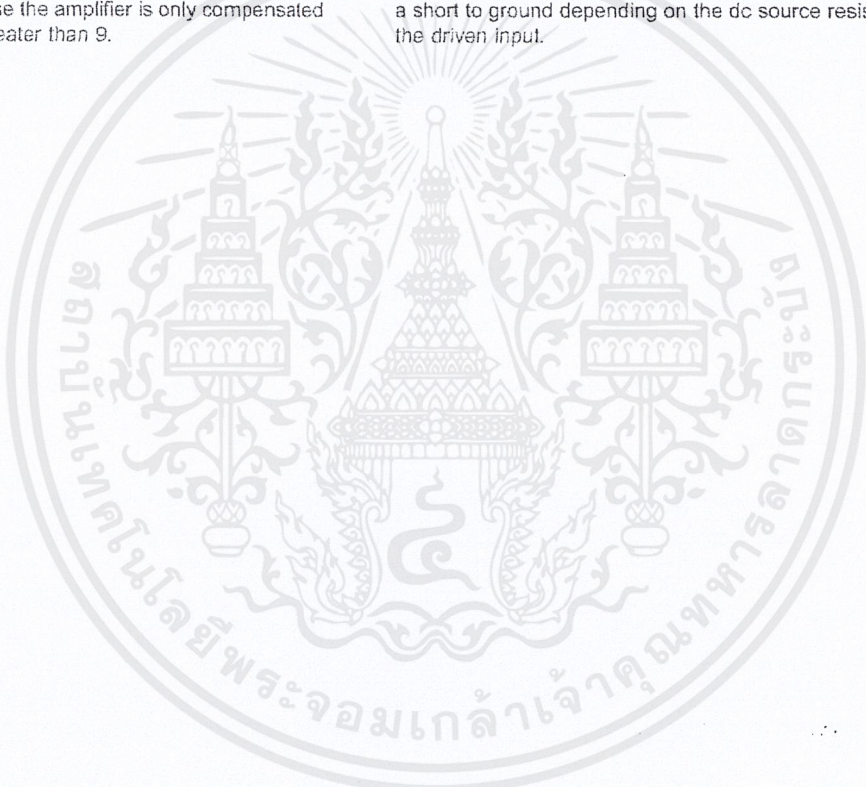 se the amplifier is only compensated
eater than 9.
a short to ground depending on the dc source resis
the driven input.
สถาบันเทคโนโลยีพระจอมเกล้าเจ้าคุณทหารลาดกระบัง